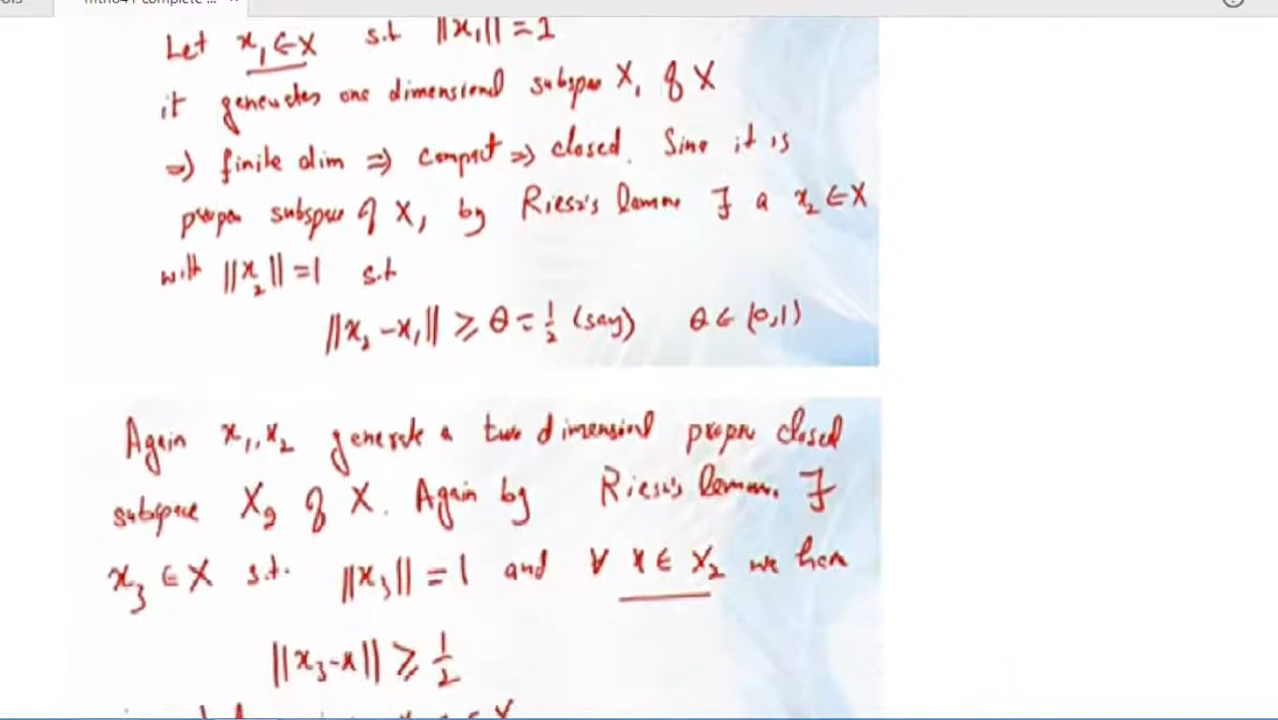 Let x₁ ∈ X s.t ||x₁|| = 1
it generates one dimensional subspace X₁ of X
⇒ finite dim ⇒ compact ⇒ closed. Since it is
proper subspace of X, by Riesz's lemma ∃ a x₂ ∈ X
with ||x₂|| = 1 s.t
||x₂ - x₁|| ≥ θ = 1/2 (say) θ ∈ (0,1)
Again x₁, x₂ generate a two dimensional proper closed
subspace X₂ of X. Again by Riesz's lemma. ∃
x₃ ∈ X s.t. ||x₃|| = 1 and ∀ x ∈ X₂ we have
||x₃ - x|| ≥ 1/2